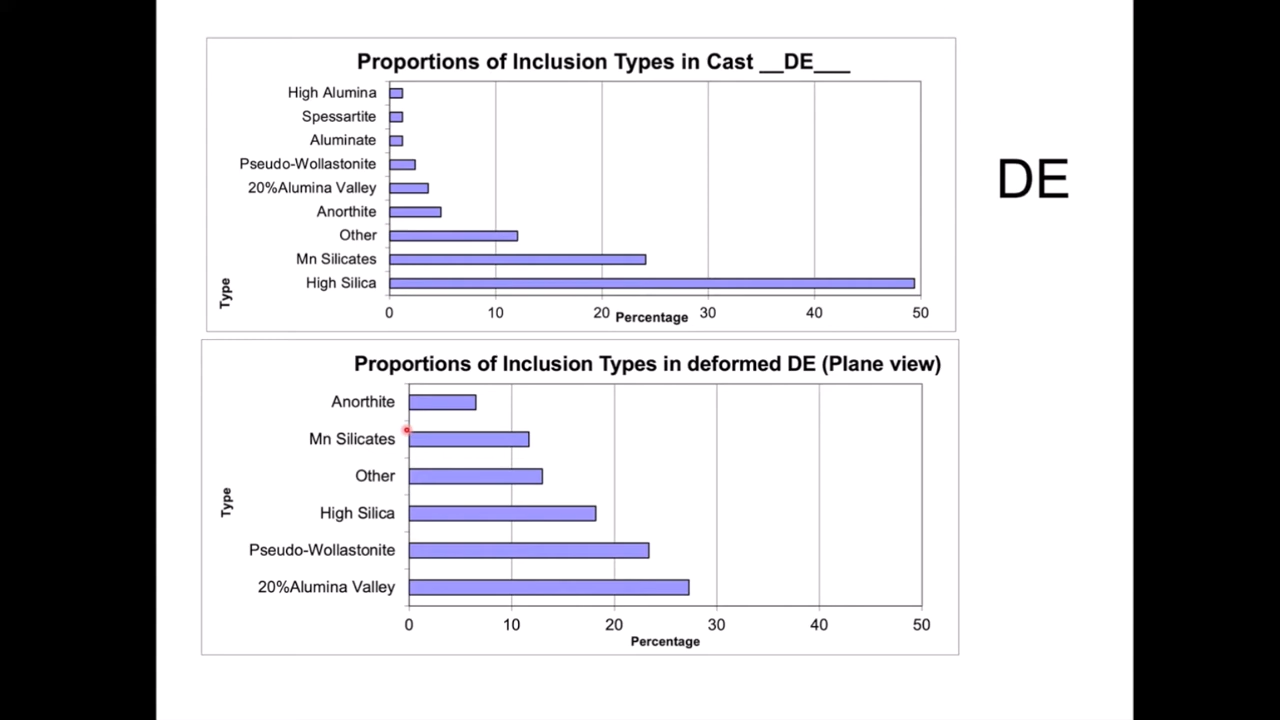 Proportions of Inclusion Types in Cast __DE___
High Alumina
Spessartite
Aluminate
Pseudo-Wollastonite
20%Alumina Valley
Anorthite
Other
Mn Silicates
High Silica
Type
0 10 20 30 40 50
Percentage
DE
Proportions of Inclusion Types in deformed DE (Plane view)
Anorthite
Mn Silicates
Other
High Silica
Pseudo-Wollastonite
20%Alumina Valley
Type
0 10 20 30 40 50
Percentage